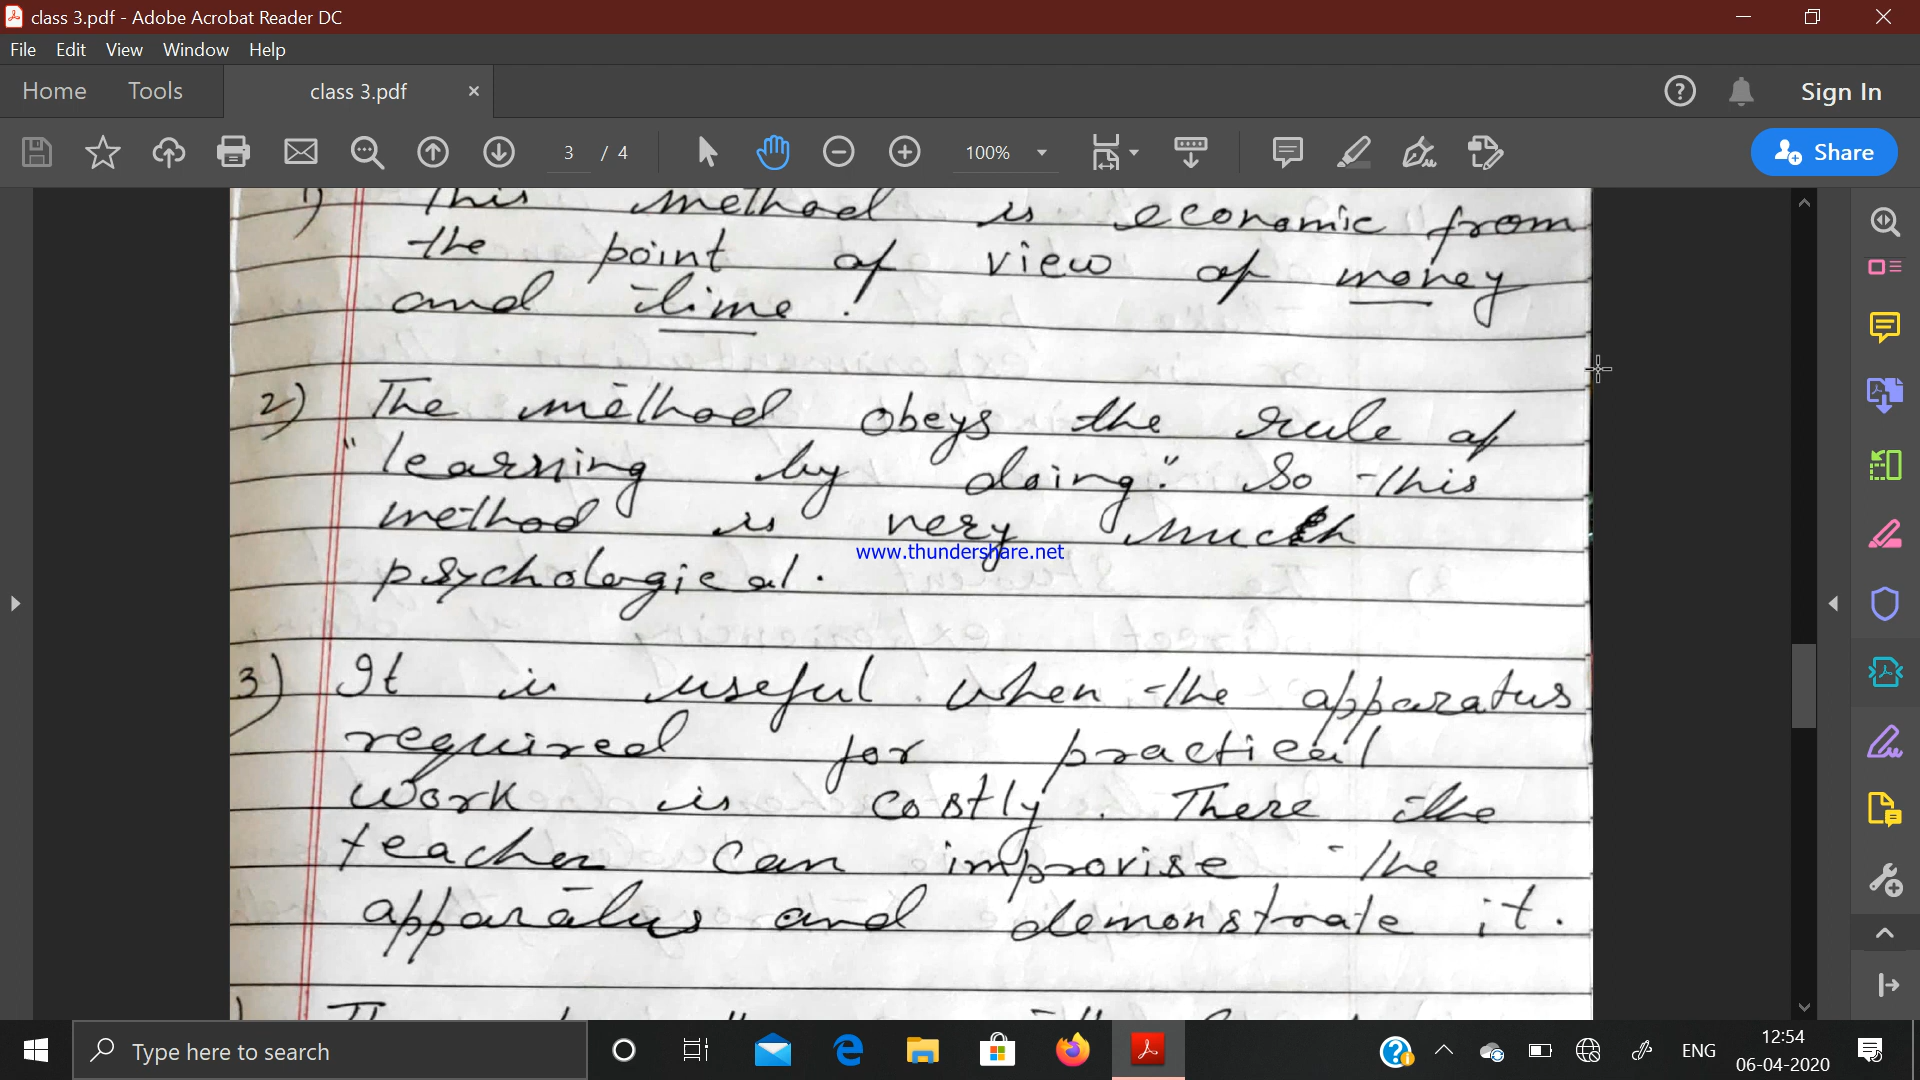 class 3.pdf - Adobe Acrobat Reader DC
File Edit View Window Help
Home Tools class 3.pdf × Sign In
3 / 4 100% Share
1) This method is economic from
the point of view of money
and time.
2) The method obeys the rule of
"learning by doing". So this
method is very much
www.thundershare.net
psychological.
3) It is useful when the apparatus
required for practical
work is costly. There the
teacher can improvise the
apparatus and demonstrate it.
Type here to search
ENG
12:54
06-04-2020